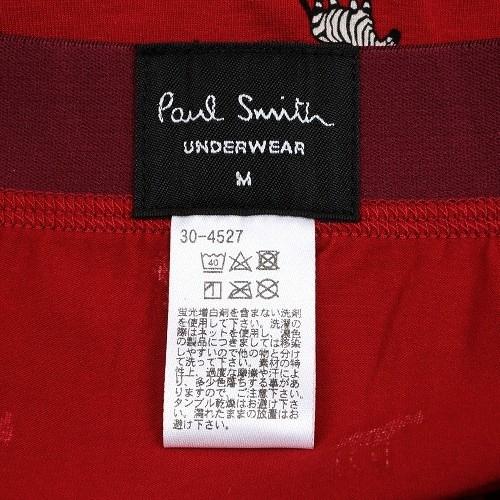 Paul Smith
UNDERWEAR
M
30-4527
40
蛍光増白剤を含まない洗剤
を使用して下さい。洗濯の
際はネットを使用し、濃色
の製品につきましては移染
しやすいので他の物と分け
て洗って下さい。素材の特
性上、過度な摩擦や汗によ
り、多少色落ちする事があ
りますので、ご注意下さい。
タンブル乾燥はお避け下さ
い。濡れたままの放置はお
避け下さい。